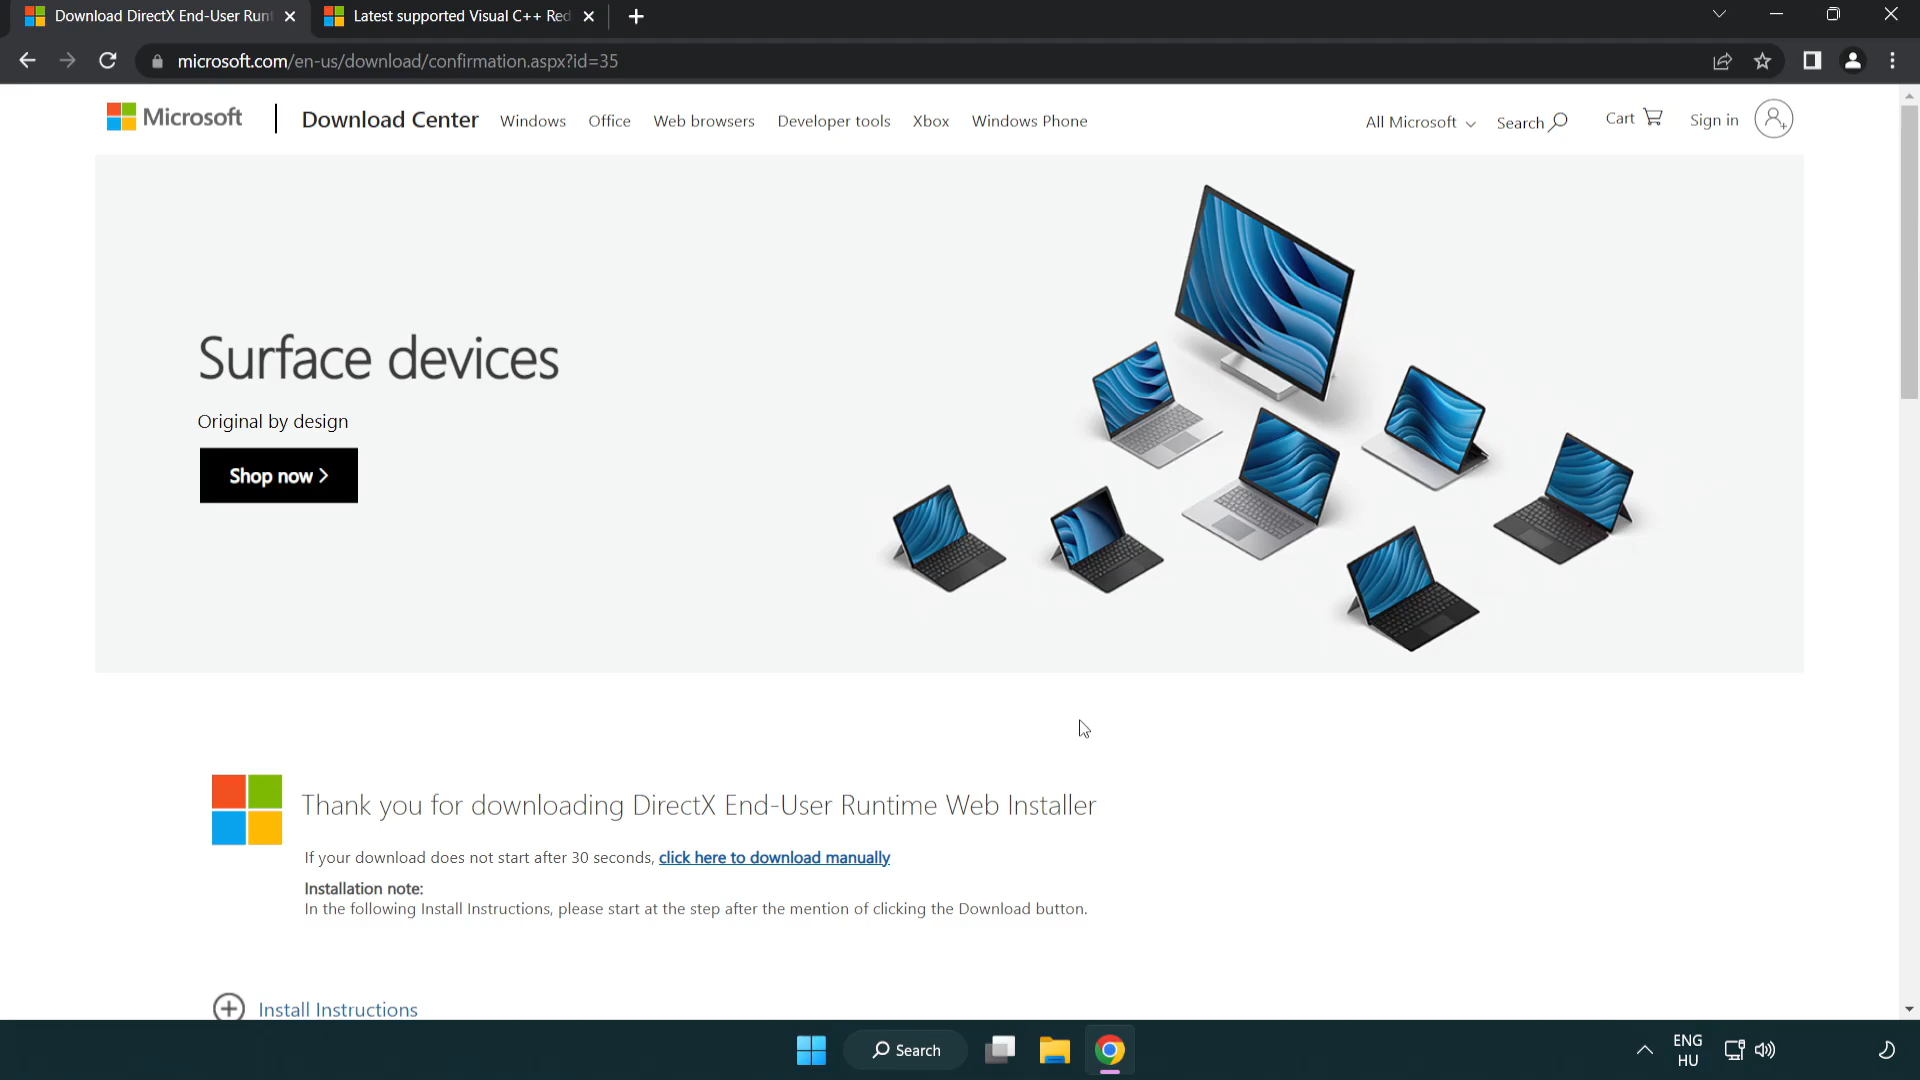 Download DirectX End-User Runt
Latest supported Visual C++ Red
microsoft.com/en-us/download/confirmation.aspx?id=35
Microsoft
Download Center
Windows
Office
Web browsers
Developer tools
Xbox
Windows Phone
All Microsoft
Search
Cart
Sign in
Surface devices
Original by design
Shop now
Thank you for downloading DirectX End-User Runtime Web Installer
If your download does not start after 30 seconds, click here to download manually
Installation note:
In the following Install Instructions, please start at the step after the mention of clicking the Download button.
Install Instructions
Search
ENG
HU